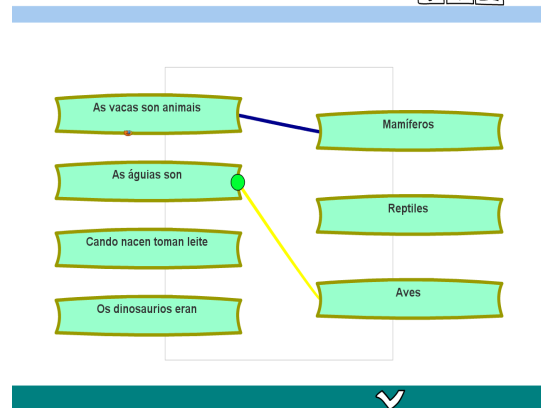 As vacas son animais
As águias son
Cando nacen toman leite
Os dinosaurios eran
Mamíferos
Reptiles
Aves